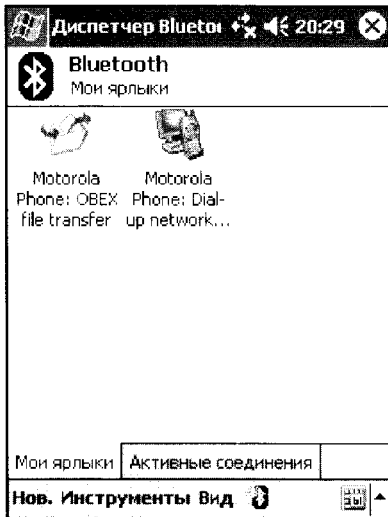 Диспетчер Bluetoo 20:29
Bluetooth
Мои ярлыки
Motorola Phone: OBEX file transfer
Motorola Phone: Dial-up network...
Мои ярлыки Активные соединения
Нов. Инструменты Вид